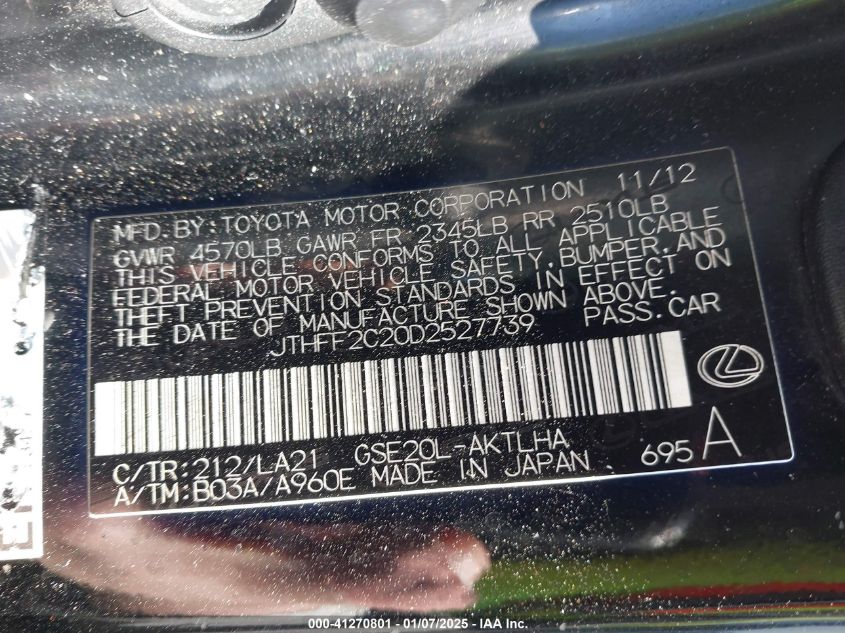 MFD. BY: TOYOTA MOTOR CORPORATION 11/12
GVWR 4570LB GAWR FR 2345LB RR 2510LB
THIS VEHICLE CONFORMS TO ALL APPLICABLE
FEDERAL MOTOR VEHICLE SAFETY, BUMPER, AND
THEFT PREVENTION STANDARDS IN EFFECT ON
THE DATE OF MANUFACTURE SHOWN ABOVE.
JTHFF2C20D2527739 PASS. CAR
C/TR: 212/LA21 GSE20L-AKTLHA
A/TM: B03A/A960E MADE IN JAPAN 695 A
000-41270801 - 01/07/2025 - IAA Inc.